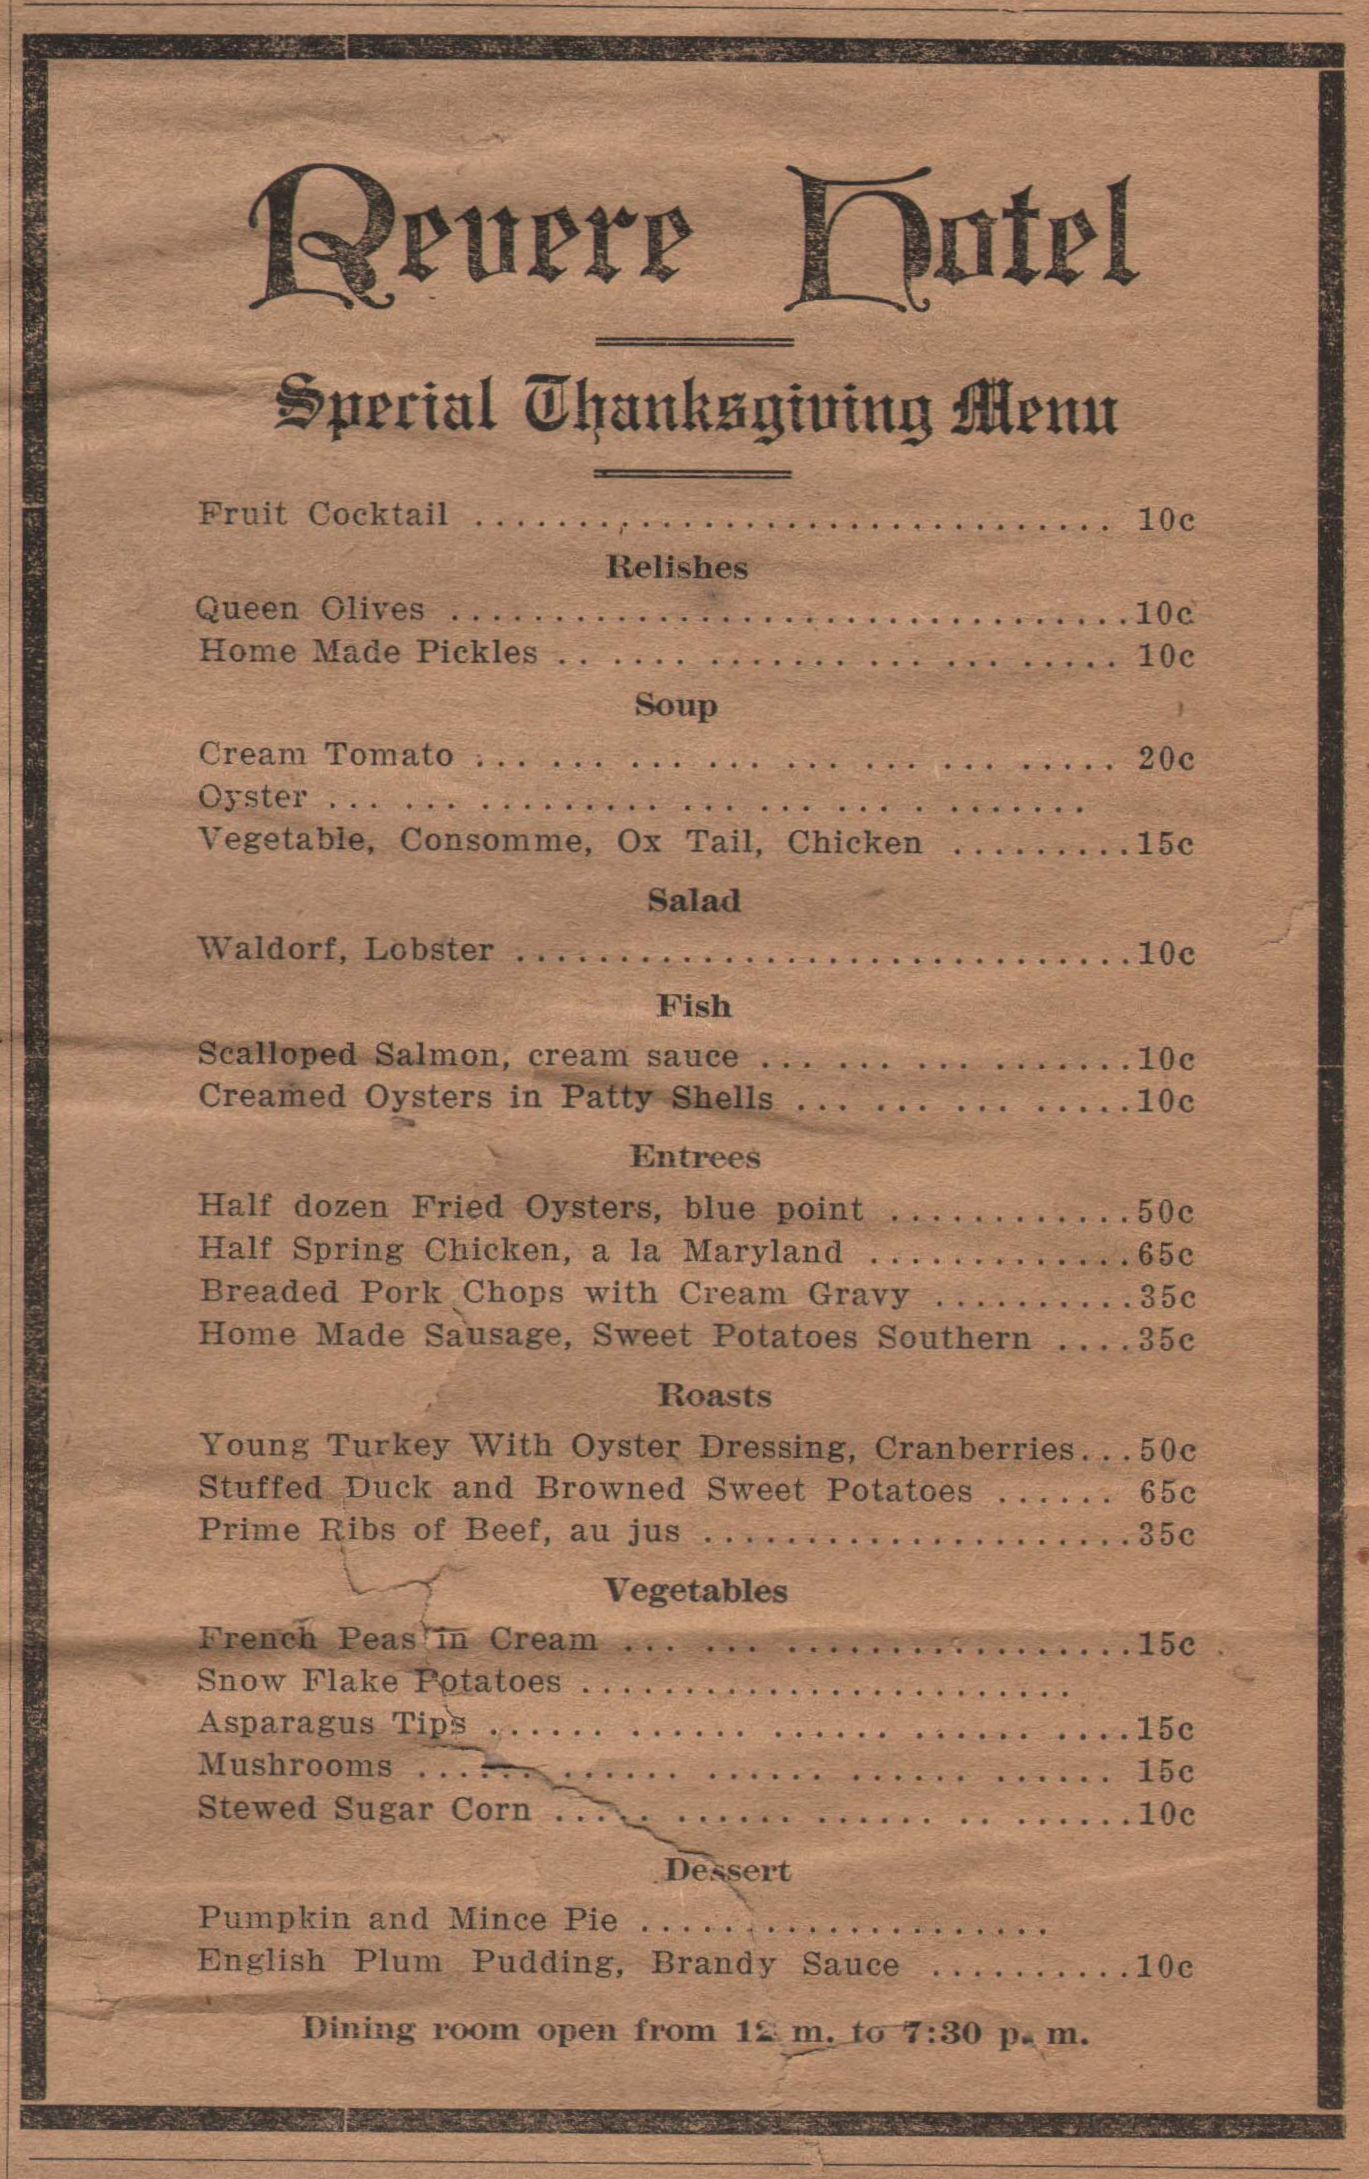 Revere Hotel
Special Thanksgiving Menu
Fruit Cocktail ................................ 10c
Relishes
Queen Olives .................................10c
Home Made Pickles .. .... ........ ... ... ..... 10c
Soup
Cream Tomato ... ... ... ... ... ... ... ..... 20c
Oyster ... ... ......... ... ... ... . .......
Vegetable, Consomme, Ox Tail, Chicken .........15c
Salad
Waldorf, Lobster ..............................10c
Fish
Scalloped Salmon, cream sauce ... ... ... .......10c
Creamed Oysters in Patty Shells ... ... ... .....10c
Entrees
Half dozen Fried Oysters, blue point ............50c
Half Spring Chicken, a la Maryland .............65c
Breaded Pork Chops with Cream Gravy ..........35c
Home Made Sausage, Sweet Potatoes Southern ....35c
Roasts
Young Turkey With Oyster Dressing, Cranberries...50c
Stuffed Duck and Browned Sweet Potatoes ...... 65c
Prime Ribs of Beef, au jus .....................35c
Vegetables
French Peas in Cream ... ... .................15c
Snow Flake Potatoes ........................
Asparagus Tips ...... ...... ...... ...... ....15c
Mushrooms ...... ...... ...... ...... ...... 15c
Stewed Sugar Corn ..... ...... ...... .. ......10c
Dessert
Pumpkin and Mince Pie ....................
English Plum Pudding, Brandy Sauce ..........10c
Dining room open from 12 m. to 7:30 p. m.